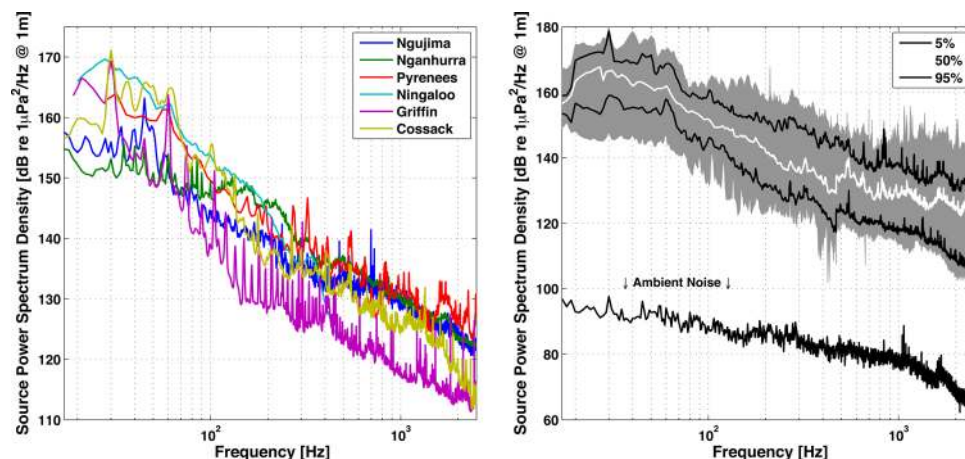 Source Power Spectrum Density [dB re 1µPa²/Hz @ 1m]
170
160
150
140
130
120
110
10²
10³
Frequency [Hz]
Ngujima
Nganhurra
Pyrenees
Ningaloo
Griffin
Cossack
Source Power Spectrum Density [dB re 1µPa²/Hz @ 1m]
180
160
140
120
100
80
60
10²
10³
Frequency [Hz]
5%
50%
95%
↓ Ambient Noise ↓